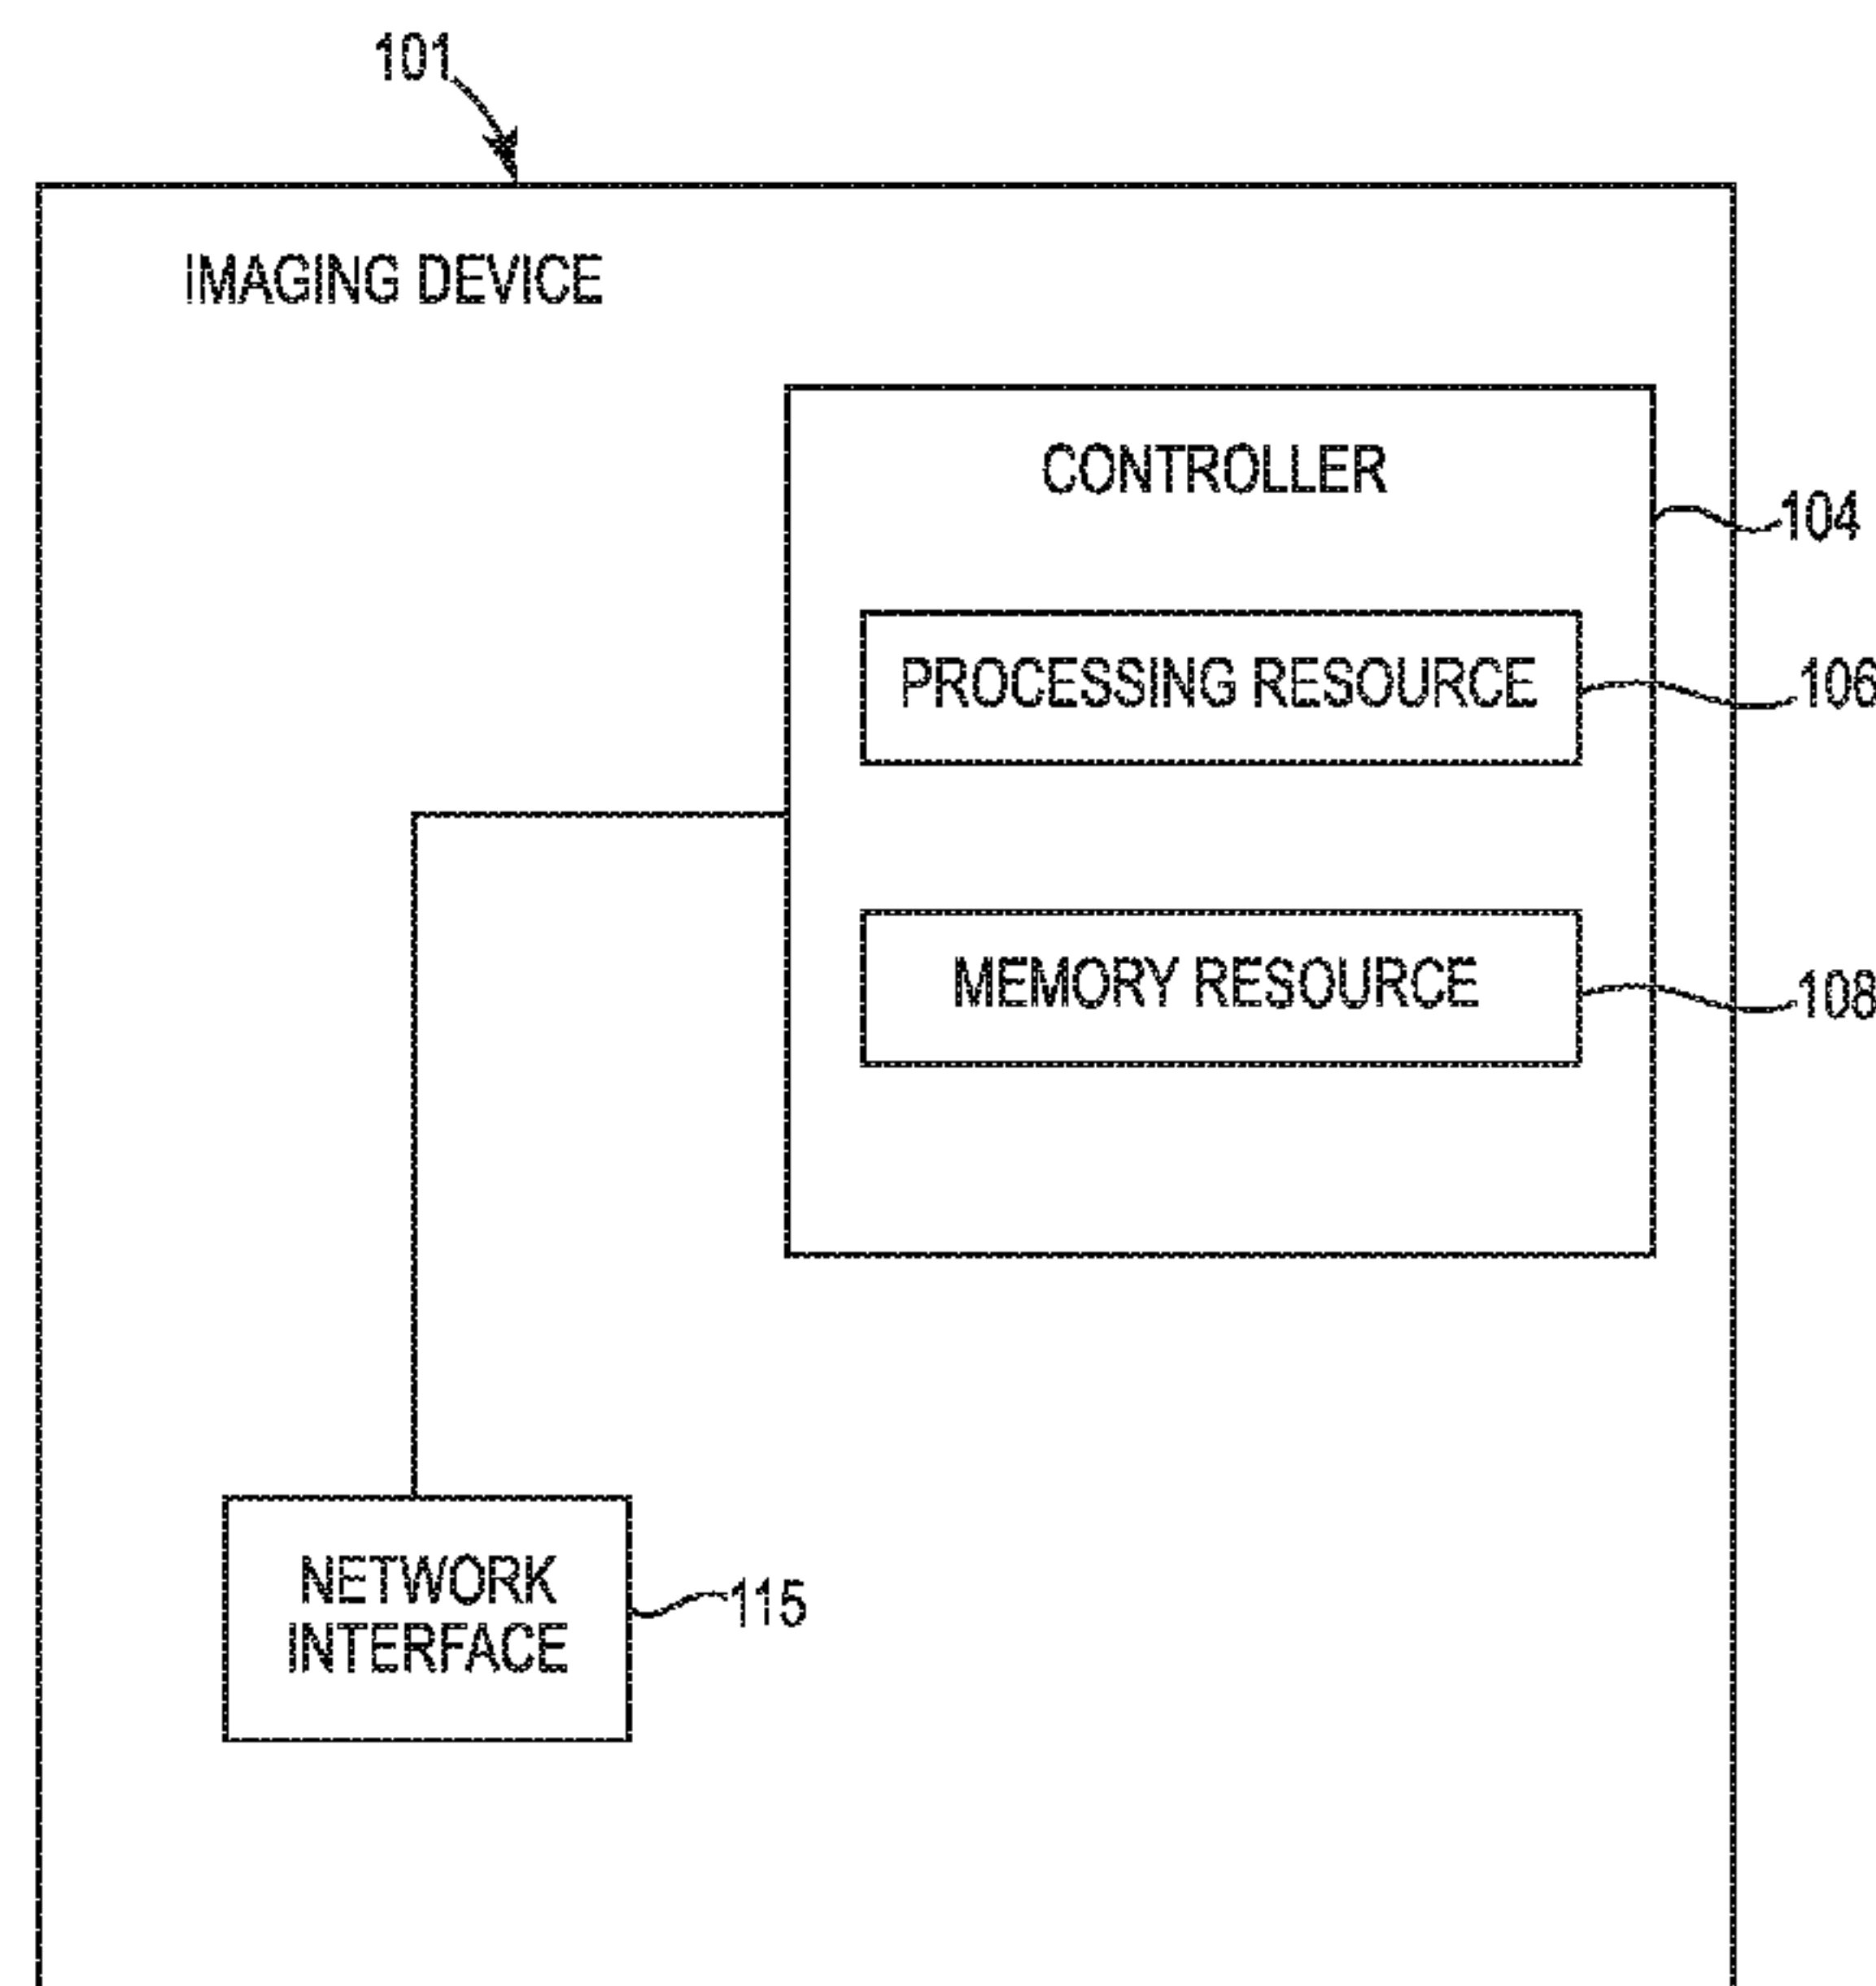 101
IMAGING DEVICE
CONTROLLER
104
PROCESSING RESOURCE
106
MEMORY RESOURCE
108
NETWORK
INTERFACE
115